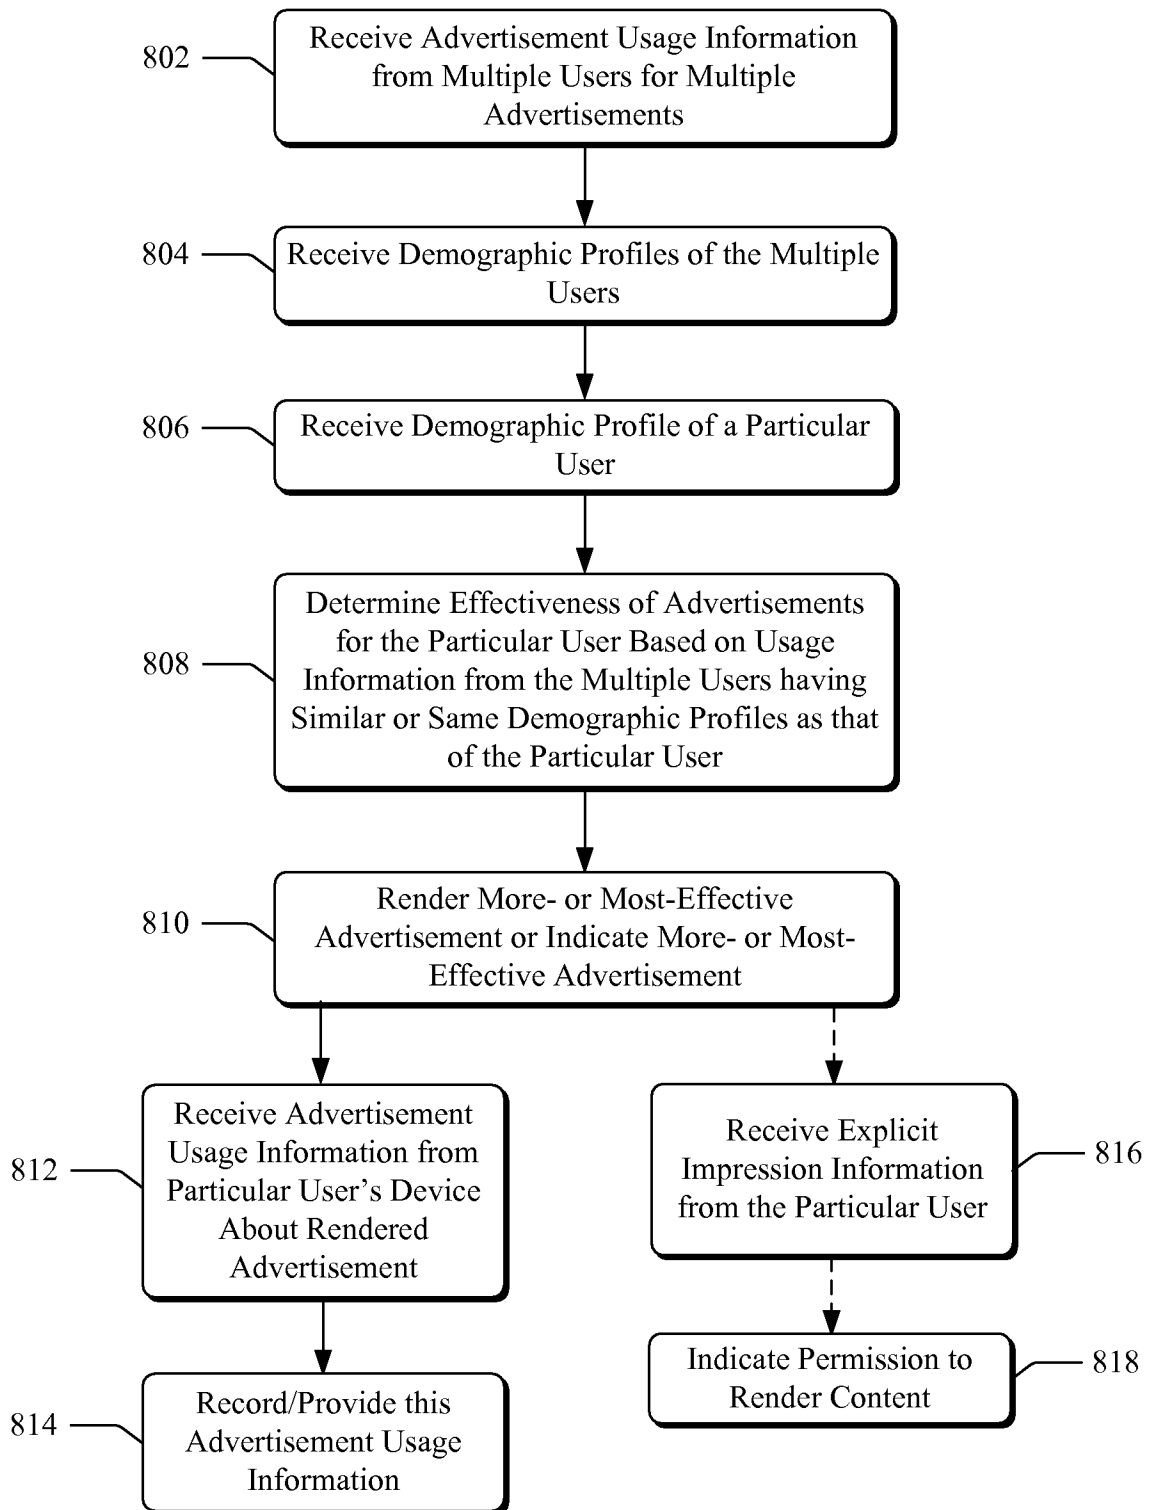 802
Receive Advertisement Usage Information
from Multiple Users for Multiple
Advertisements
804
Receive Demographic Profiles of the Multiple
Users
806
Receive Demographic Profile of a Particular
User
808
Determine Effectiveness of Advertisements
for the Particular User Based on Usage
Information from the Multiple Users having
Similar or Same Demographic Profiles as that
of the Particular User
810
Render More- or Most-Effective
Advertisement or Indicate More- or Most-
Effective Advertisement
812
Receive Advertisement
Usage Information from
Particular User’s Device
About Rendered
Advertisement
814
Record/Provide this
Advertisement Usage
Information
Receive Explicit
Impression Information
from the Particular User
816
Indicate Permission to
Render Content
818